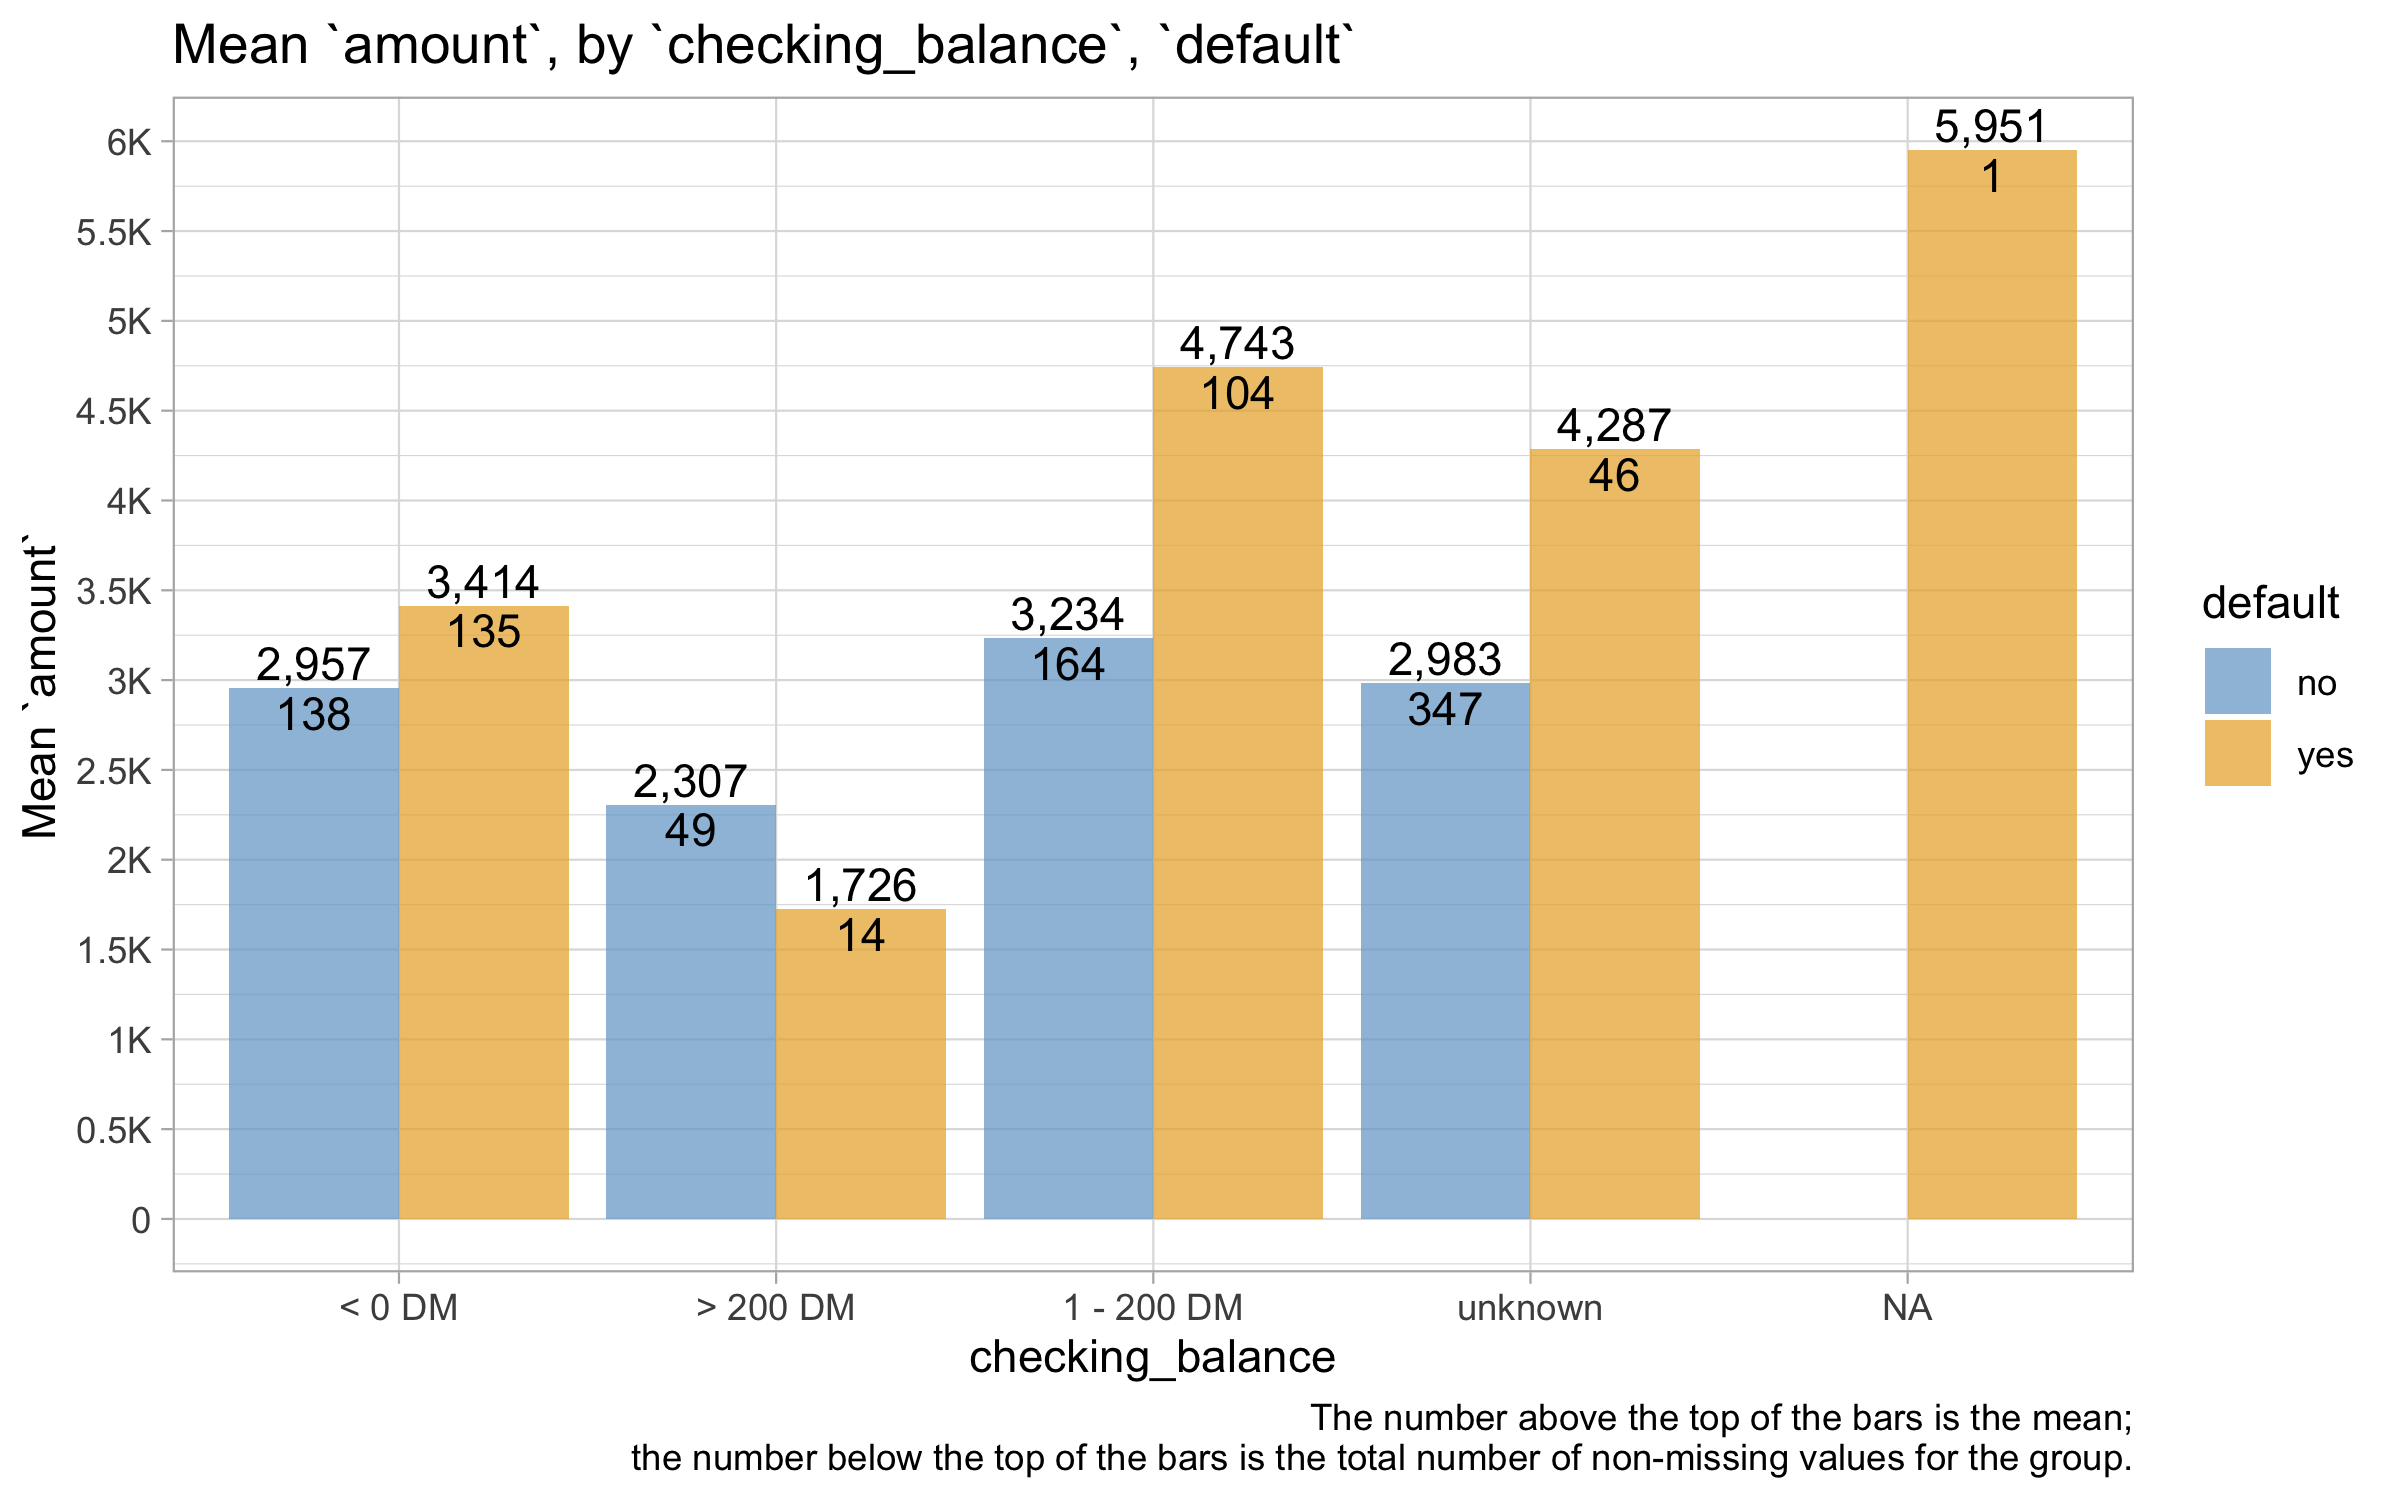 Mean `amount`, by `checking_balance`, `default`
Mean `amount`
6K
5.5K
5K
4.5K
4K
3.5K
3K
2.5K
2K
1.5K
1K
0.5K
0
2,957
138
3,414
135
2,307
49
1,726
14
3,234
164
4,743
104
2,983
347
4,287
46
5,951
1
< 0 DM
> 200 DM
1 - 200 DM
unknown
NA
checking_balance
default
no
yes
The number above the top of the bars is the mean;
the number below the top of the bars is the total number of non-missing values for the group.